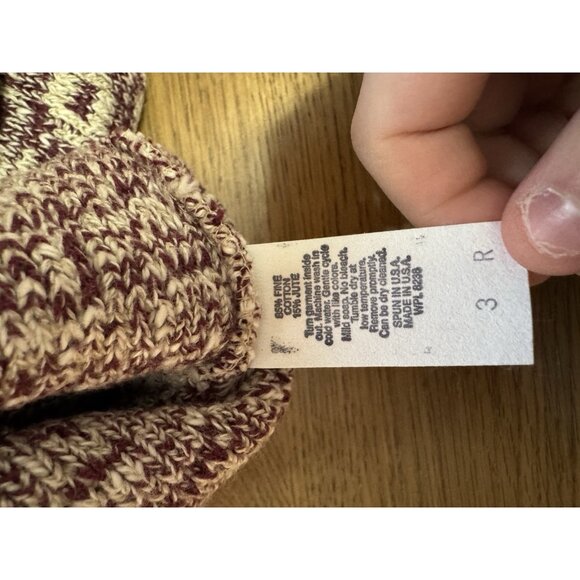 85% FINE
COTTON
15% JUTE
Turn garment inside
out. Machine wash in
cold water. Gentle cycle
with like colors.
Mild soap. No bleach.
Tumble dry at
low temperature.
Remove promptly.
Can be dry cleaned.
SPUN IN U.S.A.
MADE IN U.S.A.
WPL 8236
3 R